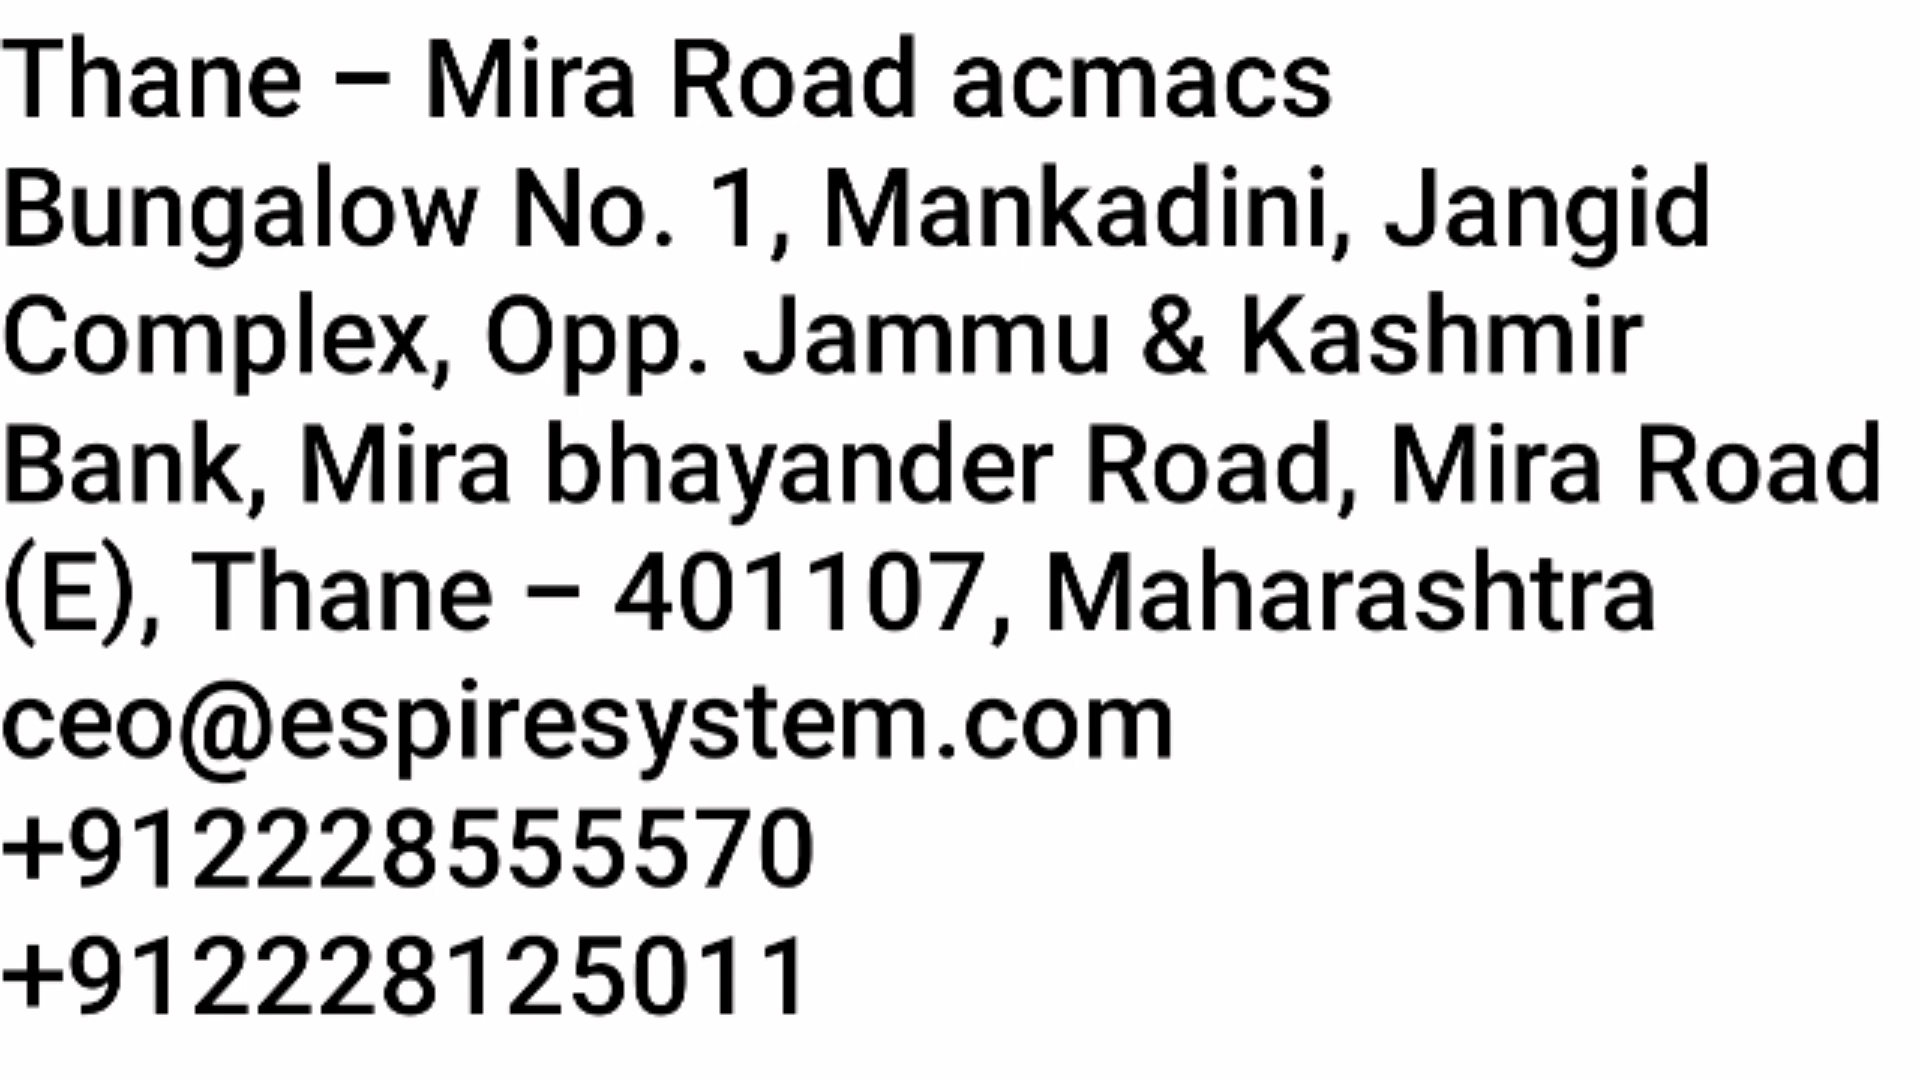 Thane – Mira Road acmacs
Bungalow No. 1, Mankadini, Jangid
Complex, Opp. Jammu & Kashmir
Bank, Mira bhayander Road, Mira Road
(E), Thane – 401107, Maharashtra
ceo@espiresystem.com
+912228555570
+912228125011